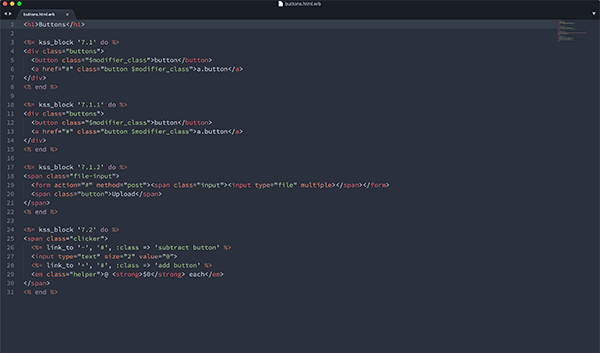 buttons.html.erb
buttons.html.erb
1 <h1>Buttons</h1>
2
3 <%= kss_block '7.1' do %>
4 <div class="buttons">
5 <button class="$modifier_class">button</button>
6 <a href="#" class="button $modifier_class">a.button</a>
7 </div>
8 <% end %>
9
10 <%= kss_block '7.1.1' do %>
11 <div class="buttons">
12 <button class="$modifier_class">button</button>
13 <a href="#" class="button $modifier_class">a.button</a>
14 </div>
15 <% end %>
16
17 <%= kss_block '7.1.2' do %>
18 <span class="file-input">
19 <form action="#" method="post"><span class="input"><input type="file" multiple></span></form>
20 <span class="button">Upload</span>
21 </span>
22 <% end %>
23
24 <%= kss_block '7.2' do %>
25 <span class="clicker">
26 <%= link_to '-', '#', :class => 'subtract button' %>
27 <input type="text" size="2" value="0">
28 <%= link_to '+', '#', :class => 'add button' %>
29 <em class="helper">@ <strong>$0</strong> each</em>
30 </span>
31 <% end %>